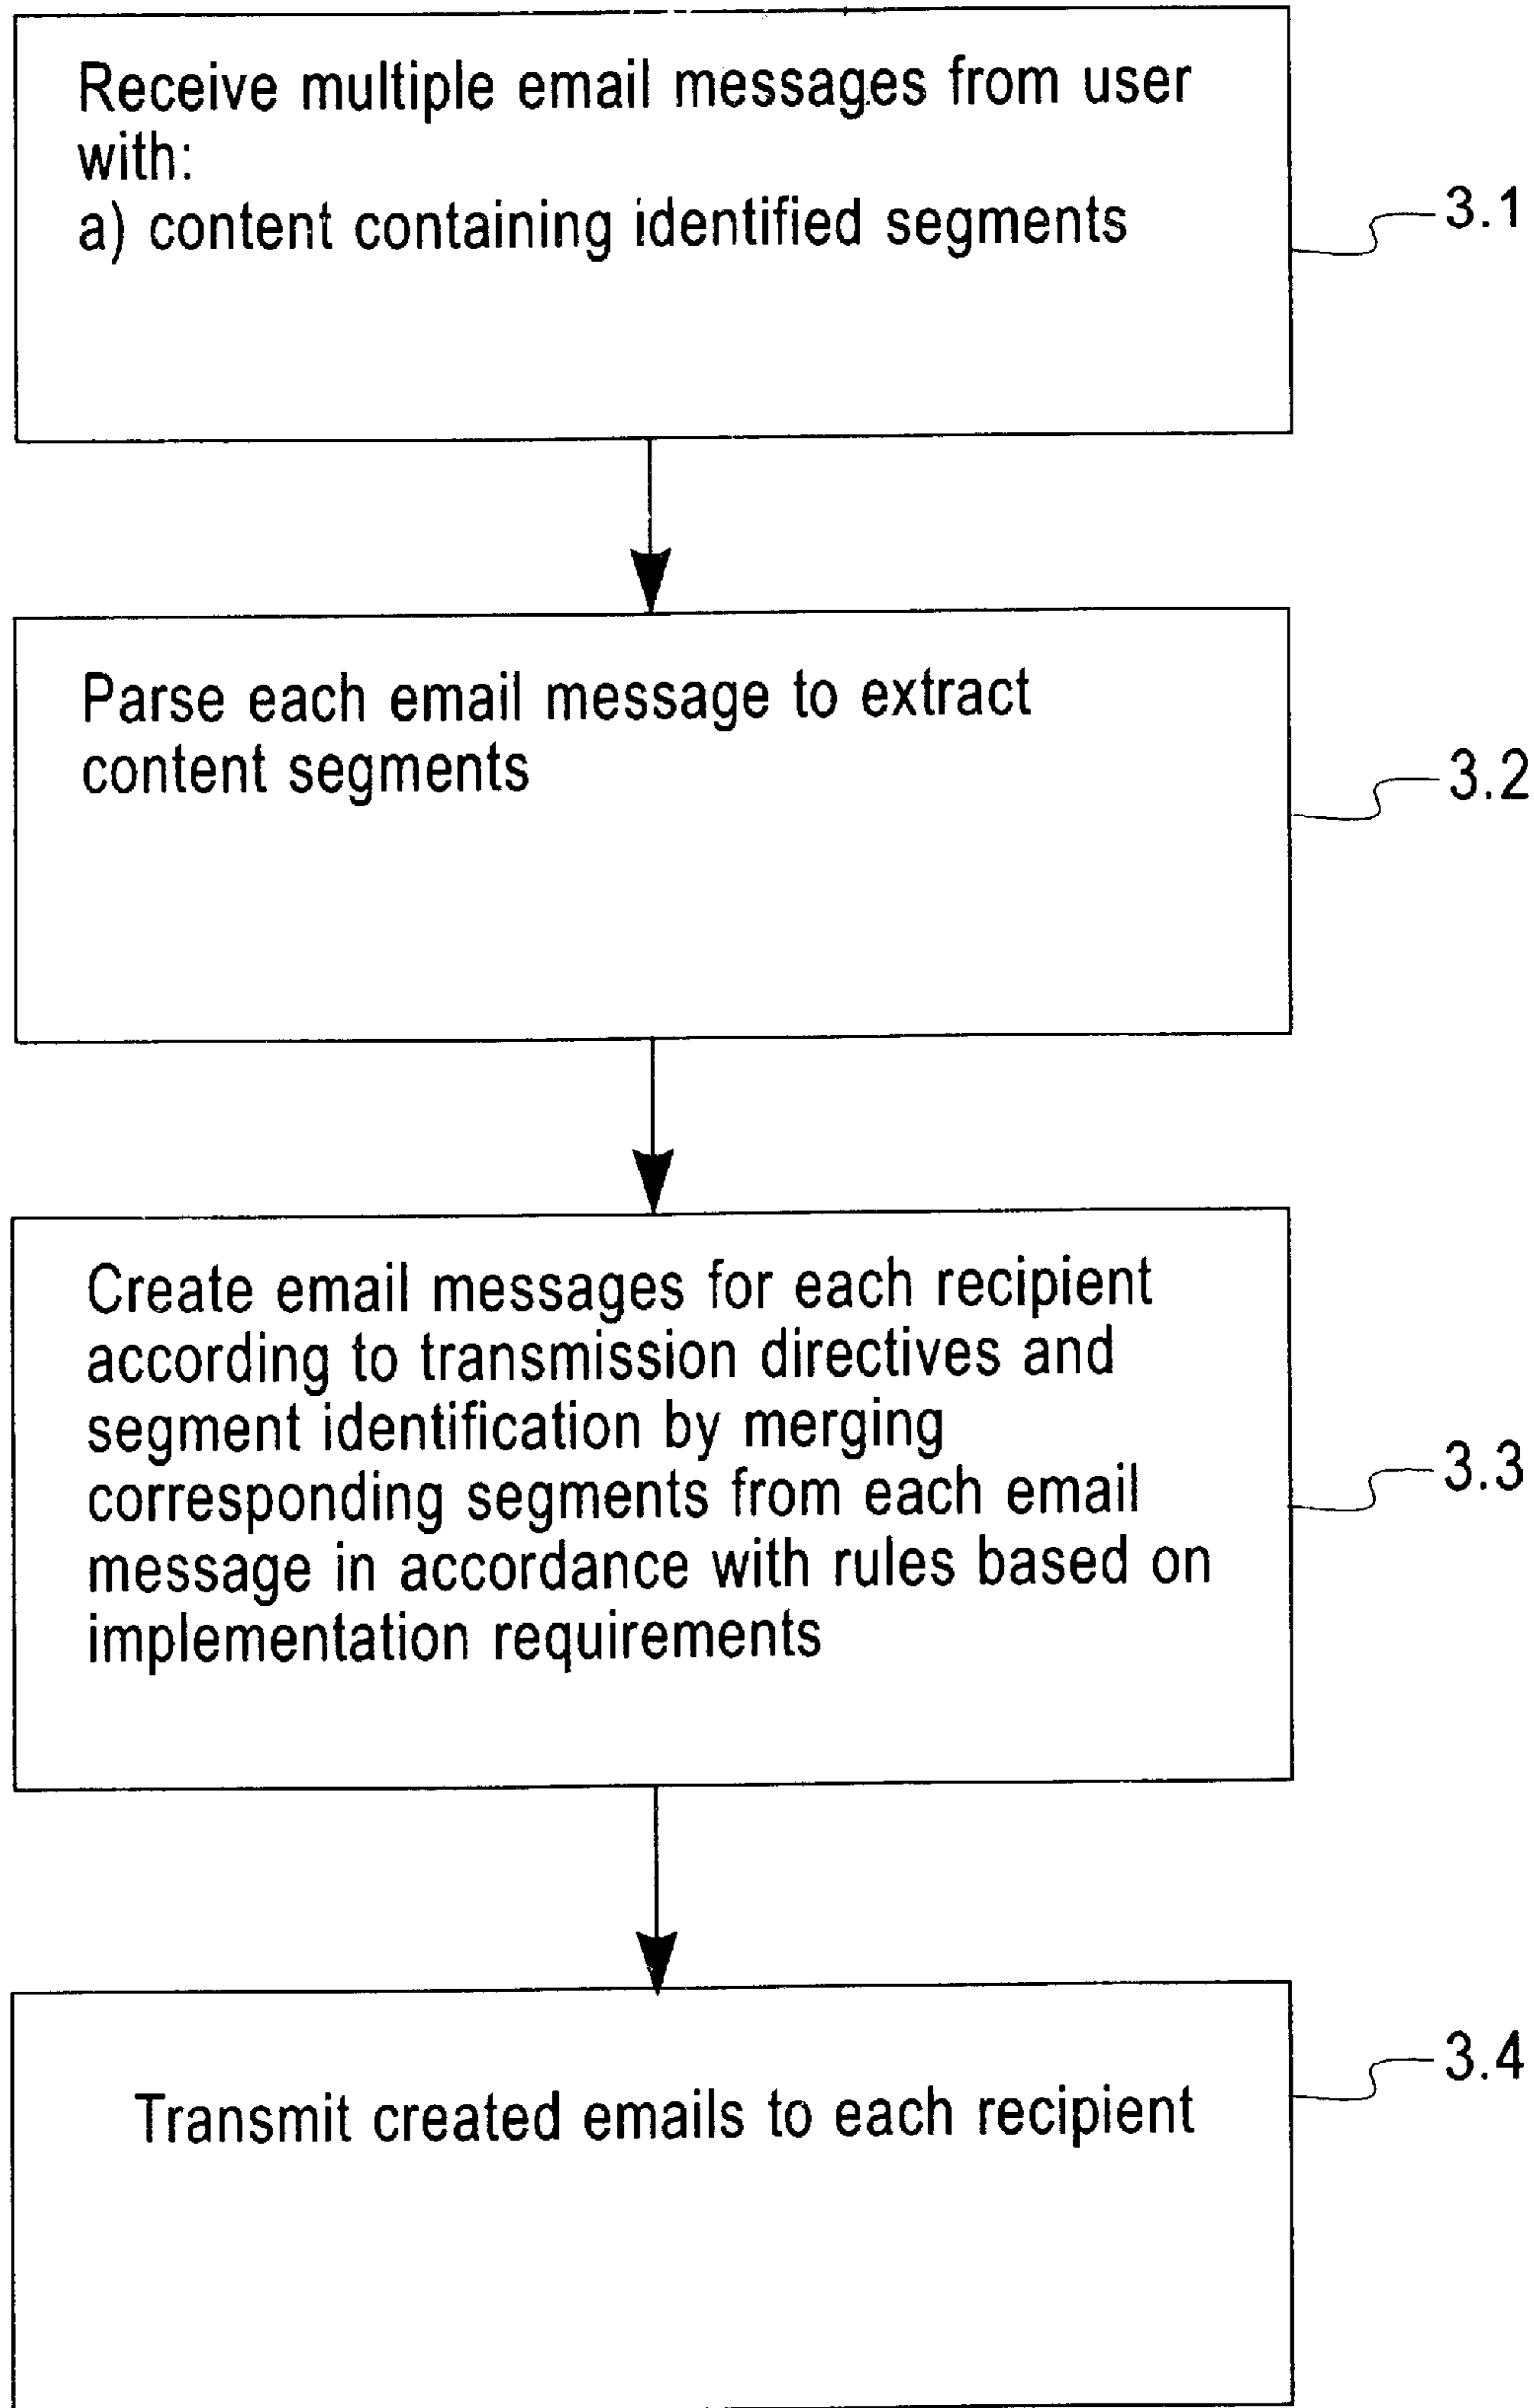 Receive multiple email messages from user
with:
a) content containing identified segments
3.1
Parse each email message to extract
content segments
3.2
Create email messages for each recipient
according to transmission directives and
segment identification by merging
corresponding segments from each email
message in accordance with rules based on
implementation requirements
3.3
Transmit created emails to each recipient
3.4